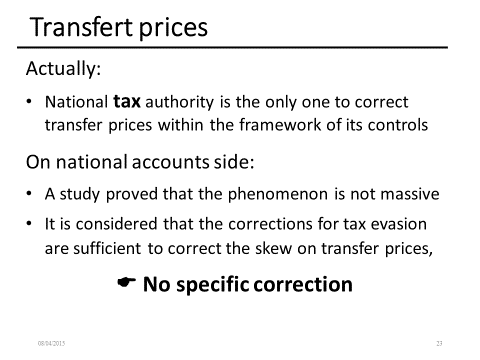 Transfert prices
Actually:
• National tax authority is the only one to correct
transfer prices within the framework of its controls
On national accounts side:
• A study proved that the phenomenon is not massive
• It is considered that the corrections for tax evasion
are sufficient to correct the skew on transfer prices,
☛ No specific correction
08/04/2015
23